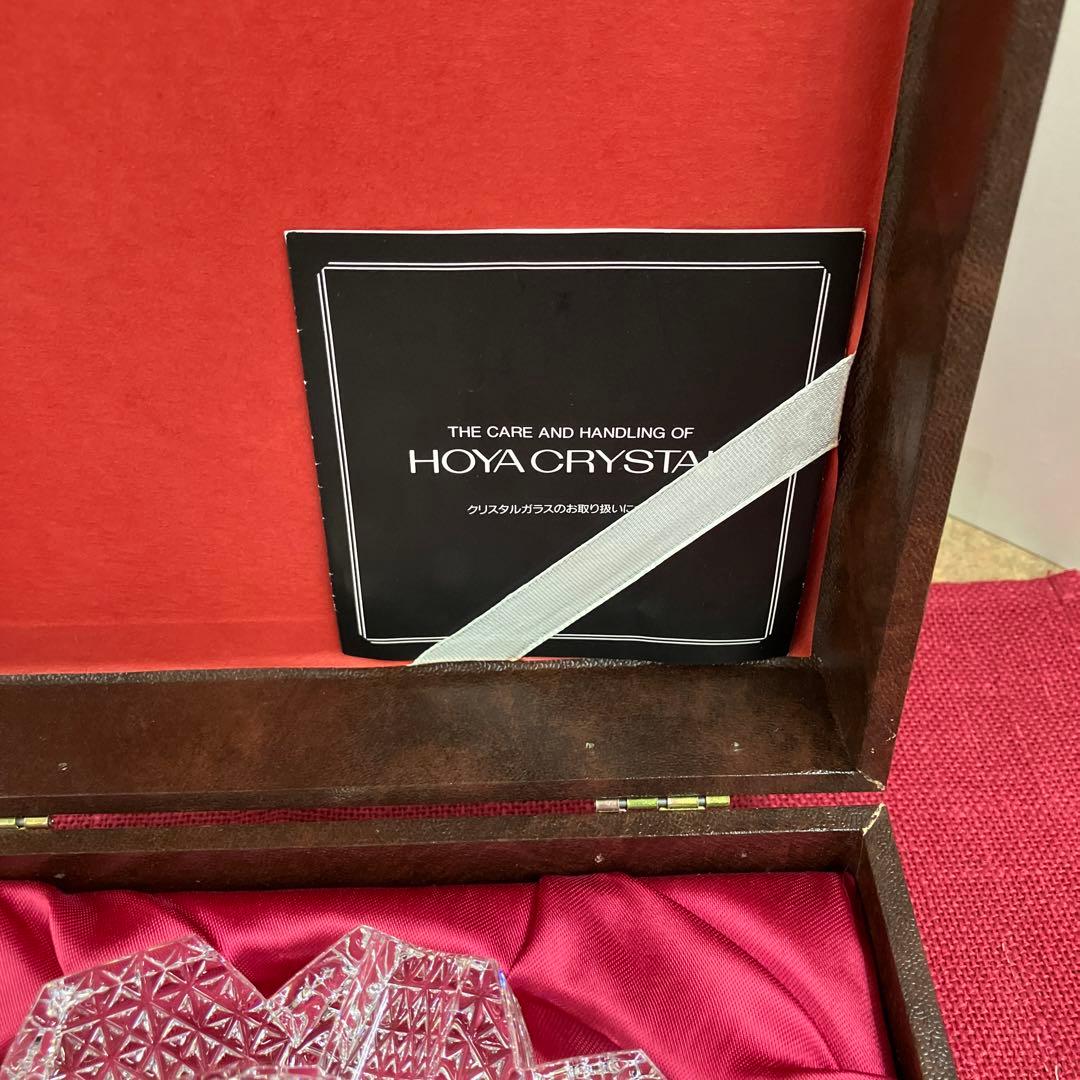 THE CARE AND HANDLING OF
HOYA CRYSTA
クリスタルガラスのお取り扱いに